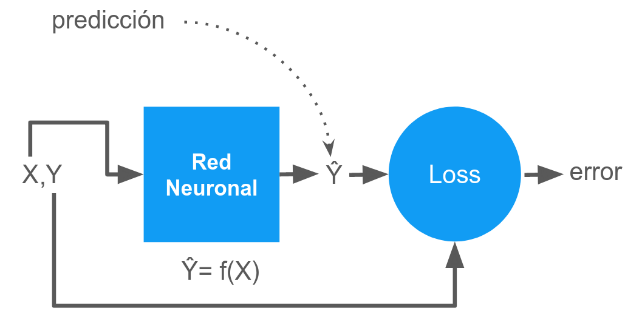 predicción
X,Y
Red
Neuronal
Ŷ
Loss
error
Ŷ= f(X)